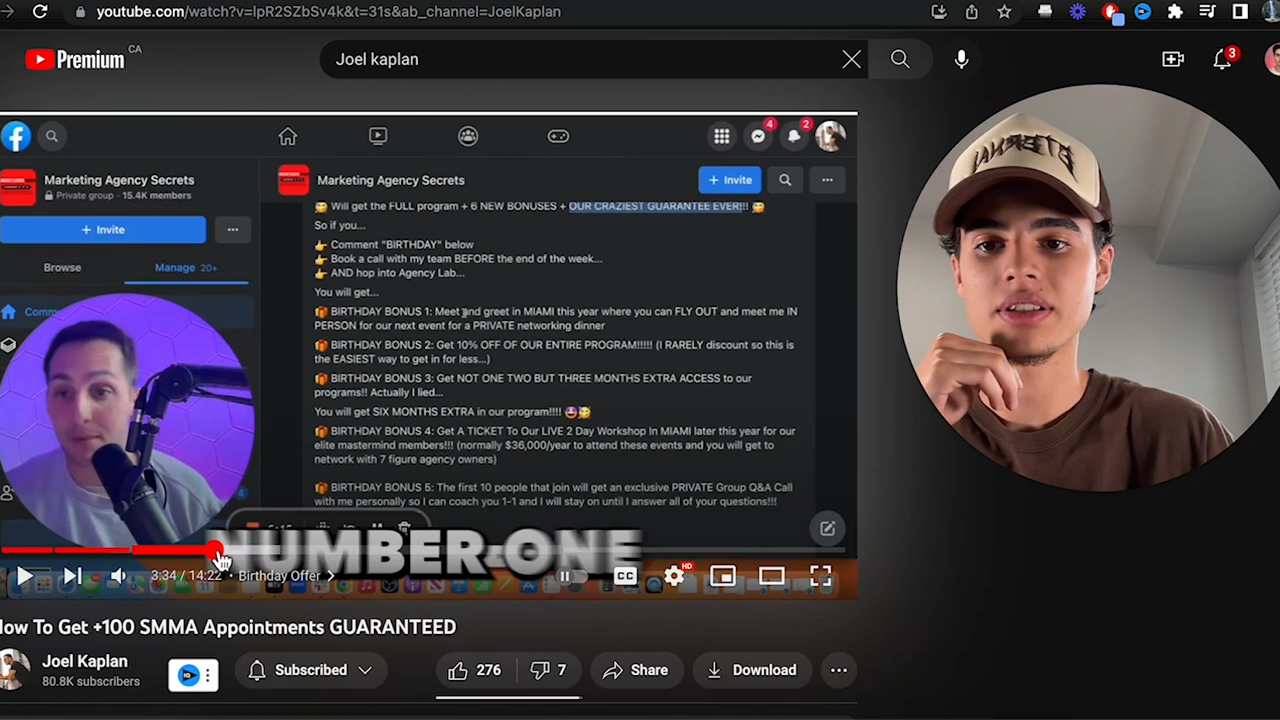 youtube.com/watch?v=lpR2SZbSv4k&t=31s&ab_channel=JoelKaplan
Premium CA
Joel kaplan
3
4
2
Marketing Agency Secrets
Private group · 15.4K members
+ Invite
Browse
Manage 20+
Marketing Agency Secrets
+ Invite
Will get the FULL program + 6 NEW BONUSES + OUR CRAZIEST GUARANTEE EVER!!!
So if you...
👉 Comment "BIRTHDAY" below
👉 Book a call with my team BEFORE the end of the week...
👉 AND hop into Agency Lab...
You will get...
🎁 BIRTHDAY BONUS 1: Meet and greet in MIAMI this year where you can FLY OUT and meet me IN
PERSON for our next event for a PRIVATE networking dinner
🎁 BIRTHDAY BONUS 2: Get 10% OFF OF OUR ENTIRE PROGRAM!!!!! (I RARELY discount so this is
the EASIEST way to get in for less...)
🎁 BIRTHDAY BONUS 3: Get NOT ONE TWO BUT THREE MONTHS EXTRA ACCESS to our
programs!! Actually I lied...
You will get SIX MONTHS EXTRA in our program!!!!
🎁 BIRTHDAY BONUS 4: Get A TICKET To Our LIVE 2 Day Workshop In MIAMI later this year for our
elite mastermind members!!! (normally $36,000/year to attend these events and you will get to
network with 7 figure agency owners)
🎁 BIRTHDAY BONUS 5: The first 10 people that join will get an exclusive PRIVATE Group Q&A Call
with me personally so I can coach you 1-1 and I will stay on until I answer all of your questions!!!
NUMBER ONE
3:34 / 14:22 • Birthday Offer
CC
HD
How To Get +100 SMMA Appointments GUARANTEED
Joel Kaplan
80.8K subscribers
Subscribed
276
7
Share
Download